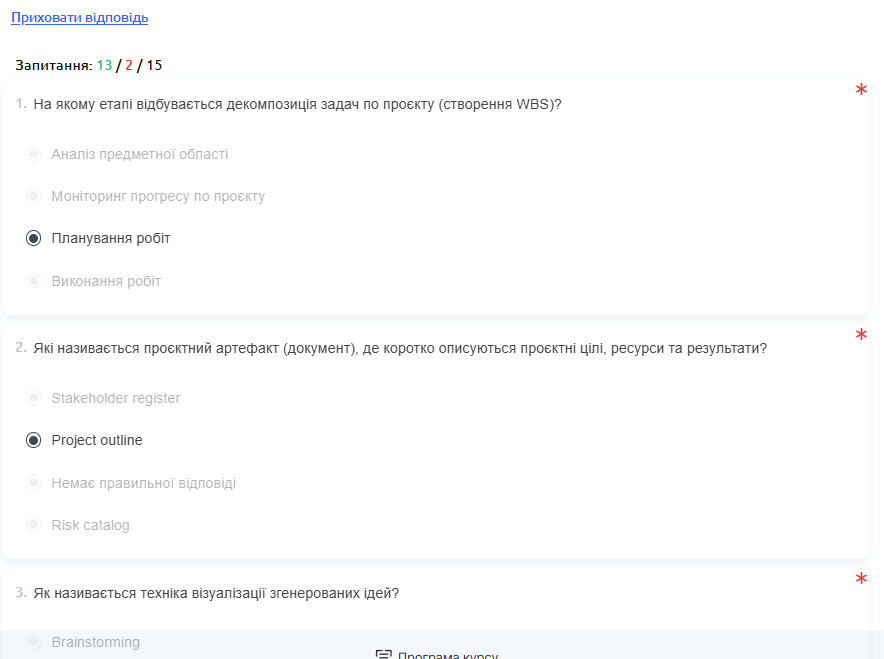 Приховати відповідь
Запитання: 13 / 2 / 15
1. На якому етапі відбувається декомпозиція задач по проєкту (створення WBS)? *
Аналіз предметної області
Моніторинг прогресу по проєкту
Планування робіт
Виконання робіт
2. Які називається проєктний артефакт (документ), де коротко описуються проєктні цілі, ресурси та результати? *
Stakeholder register
Project outline
Немає правильної відповіді
Risk catalog
3. Як називається техніка візуалізації згенерованих ідей? *
Brainstorming
Програма курсу